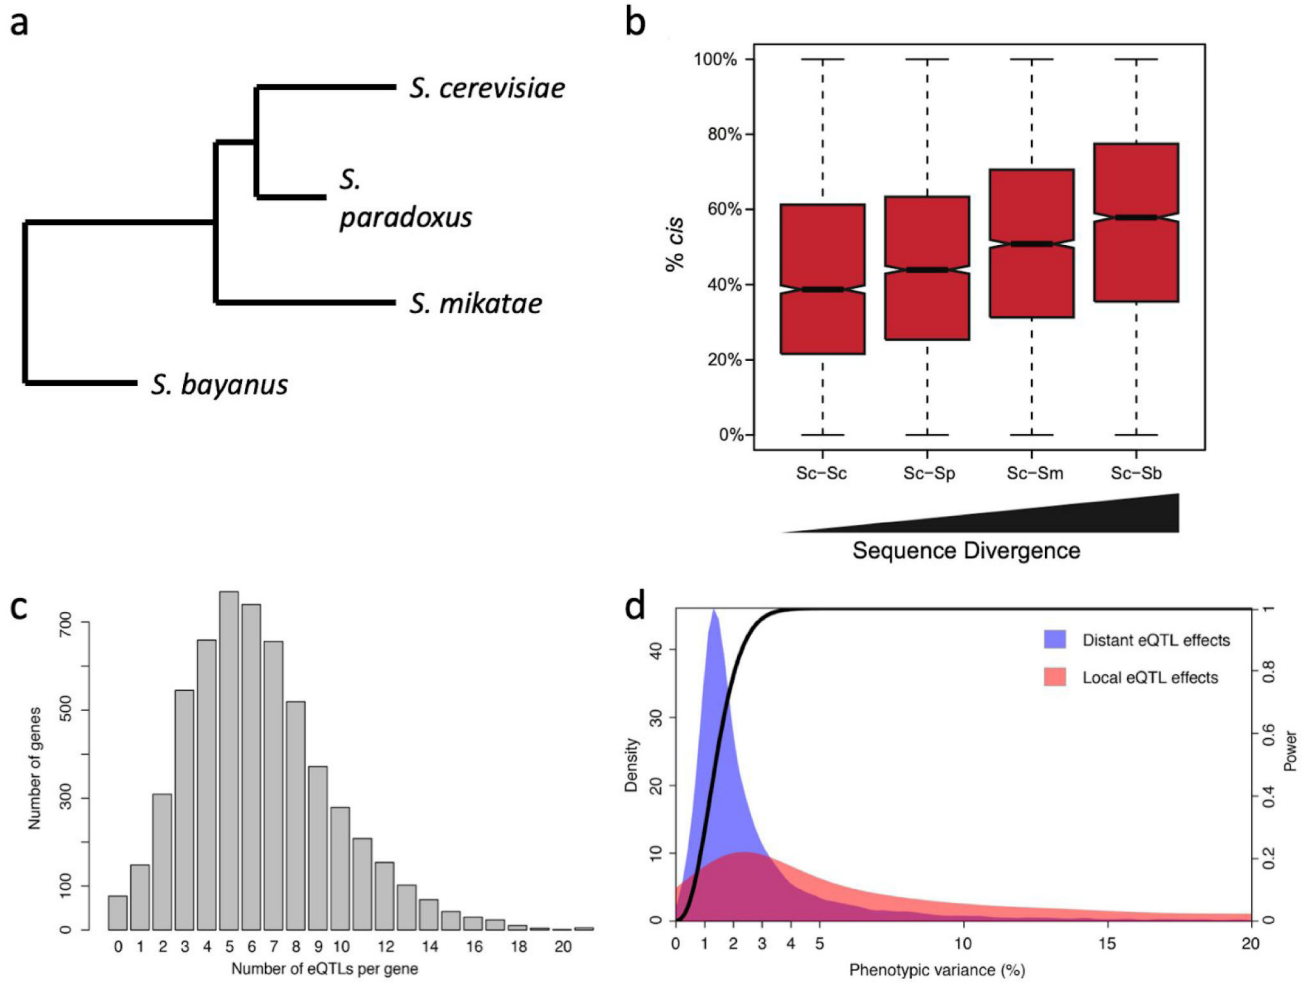 a
S. cerevisiae
S.
paradoxus
S. mikatae
S. bayanus
b
% cis
100%
80%
60%
40%
20%
0%
Sc-Sc Sc-Sp Sc-Sm Sc-Sb
Sequence Divergence
c
Number of genes
700
500
300
100
0
0 1 2 3 4 5 6 7 8 9 10 12 14 16 18 20
Number of eQTLs per gene
d
Density
40
30
20
10
0
Distant eQTL effects
Local eQTL effects
1
0.8
0.6
0.4
0.2
0
Power
0 1 2 3 4 5 10 15 20
Phenotypic variance (%)